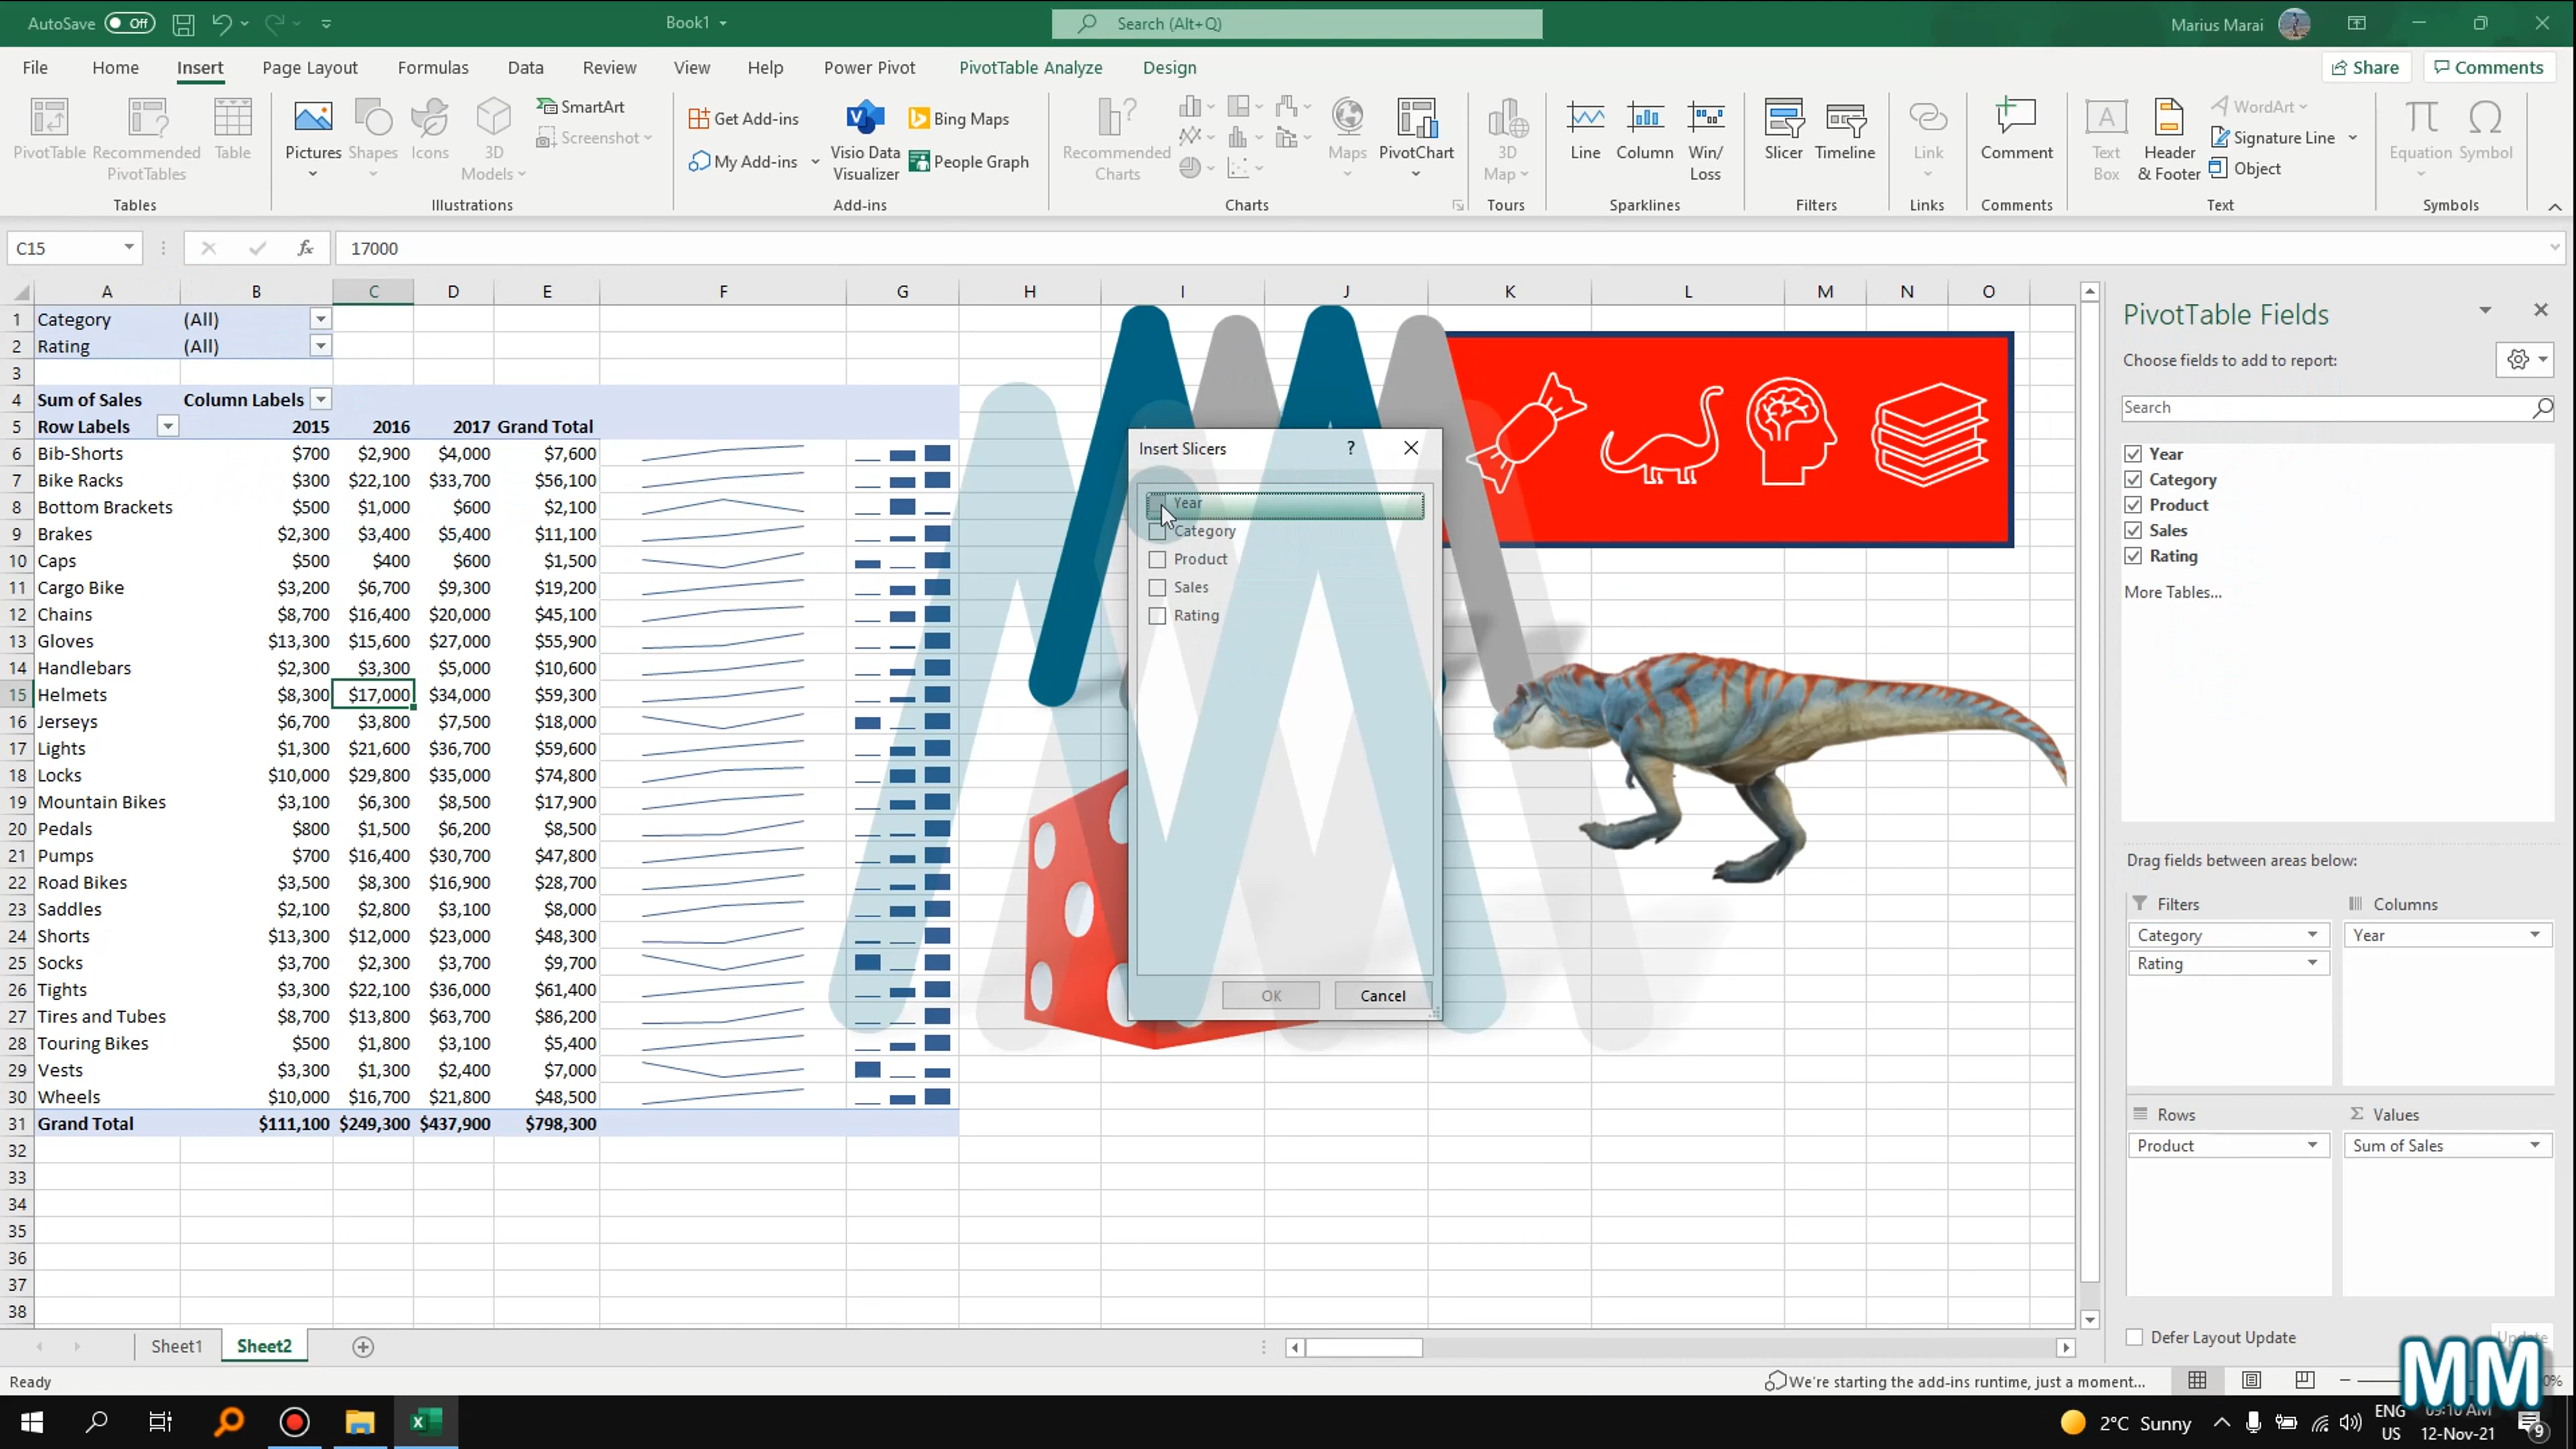 AutoSave Off Book1 Search (Alt+Q) Marius Marai
File Home Insert Page Layout Formulas Data Review View Help Power Pivot PivotTable Analyze Design Share Comments
PivotTable Recommended PivotTables Table Pictures Shapes Icons 3D Models SmartArt Screenshot Get Add-ins My Add-ins Visio Data Visualizer Bing Maps People Graph Recommended Charts Maps PivotChart 3D Map Line Column Win/Loss Slicer Timeline Link Comment Text Box Header & Footer WordArt Signature Line Object Equation Symbol
Tables Illustrations Add-ins Charts Tours Sparklines Filters Links Comments Text Symbols
C15 fx 17000
A B C D E F G H I J K L M N O
1 Category (All)
2 Rating (All)
3
4 Sum of Sales Column Labels
5 Row Labels 2015 2016 2017 Grand Total
6 Bib-Shorts $700 $2,900 $4,000 $7,600
7 Bike Racks $300 $22,100 $33,700 $56,100
8 Bottom Brackets $500 $1,000 $600 $2,100
9 Brakes $2,300 $3,400 $5,400 $11,100
10 Caps $500 $400 $600 $1,500
11 Cargo Bike $3,200 $6,700 $9,300 $19,200
12 Chains $8,700 $16,400 $20,000 $45,100
13 Gloves $13,300 $15,600 $27,000 $55,900
14 Handlebars $2,300 $3,300 $5,000 $10,600
15 Helmets $8,300 $17,000 $34,000 $59,300
16 Jerseys $6,700 $3,800 $7,500 $18,000
17 Lights $1,300 $21,600 $36,700 $59,600
18 Locks $10,000 $29,800 $35,000 $74,800
19 Mountain Bikes $3,100 $6,300 $8,500 $17,900
20 Pedals $800 $1,500 $6,200 $8,500
21 Pumps $700 $16,400 $30,700 $47,800
22 Road Bikes $3,500 $8,300 $16,900 $28,700
23 Saddles $2,100 $2,800 $3,100 $8,000
24 Shorts $13,300 $12,000 $23,000 $48,300
25 Socks $3,700 $2,300 $3,700 $9,700
26 Tights $3,300 $22,100 $36,000 $61,400
27 Tires and Tubes $8,700 $13,800 $63,700 $86,200
28 Touring Bikes $500 $1,800 $3,100 $5,400
29 Vests $3,300 $1,300 $2,400 $7,000
30 Wheels $10,000 $16,700 $21,800 $48,500
31 Grand Total $111,100 $249,300 $437,900 $798,300
32
33
34
35
36
37
38
Insert Slicers ?
Year
Category
Product
Sales
Rating
OK Cancel
PivotTable Fields
Choose fields to add to report:
Search
Year
Category
Product
Sales
Rating
More Tables...
Drag fields between areas below:
Filters Columns
Category Year
Rating
Rows Values
Product Sum of Sales
Defer Layout Update Update
Sheet1 Sheet2
Ready We're starting the add-ins runtime, just a moment...
MM
2°C Sunny ENG US 09:10 AM 12-Nov-21 9